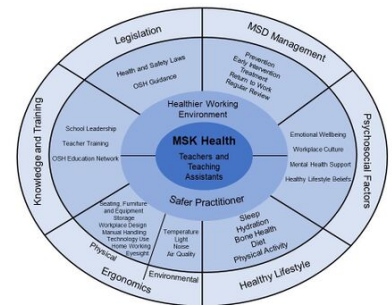 Legislation
MSD Management
Health and Safety Laws
OSH Guidance
Prevention
Early Intervention
Treatment
Return to Work
Regular Review
Knowledge and Training
Psychosocial Factors
Healthier Working
Environment
School Leadership
Teacher Training
OSH Education Network
MSK Health
Teachers and
Teaching
Assistants
Emotional Wellbeing
Workplace Culture
Mental Health Support
Healthy Lifestyle Beliefs
Safer Practitioner
Seating, Furniture
and Equipment
Storage
Workplace Design
Manual Handling
Technology Use
Home Working
Eyesight
Temperature
Light
Noise
Air Quality
Sleep
Hydration
Bone Health
Diet
Physical Activity
Physical
Environmental
Ergonomics
Healthy Lifestyle